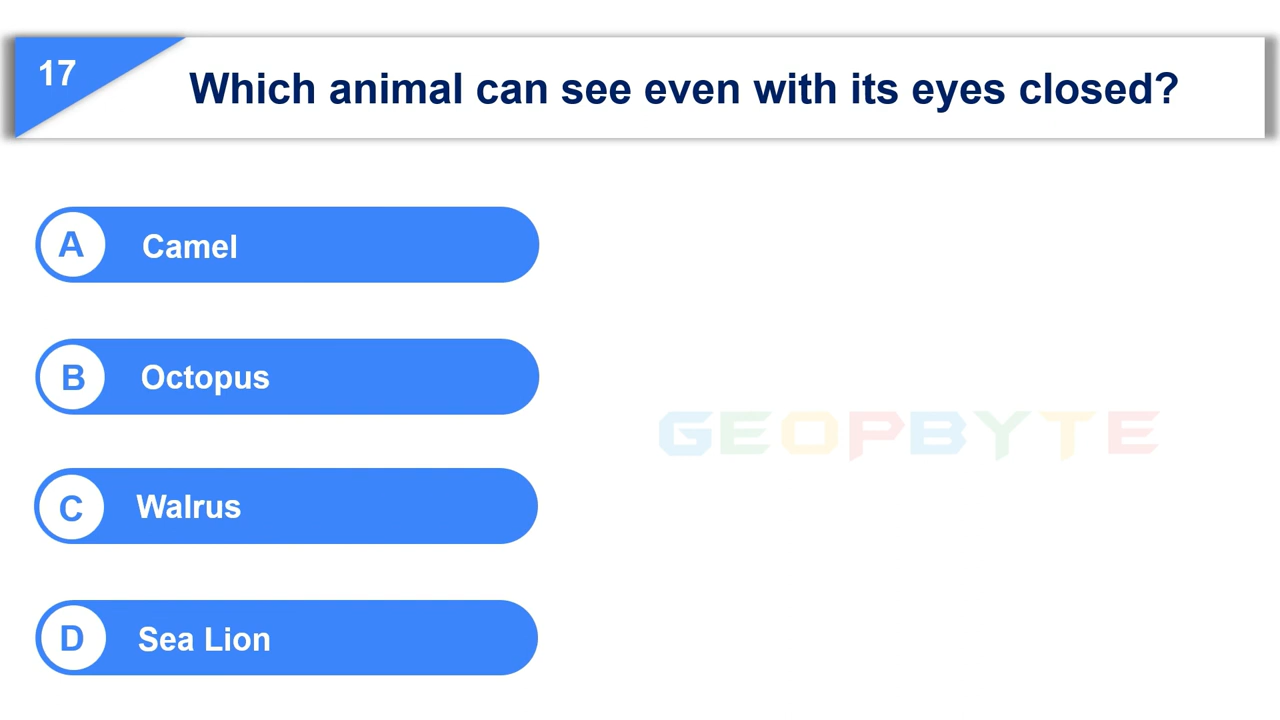 17
Which animal can see even with its eyes closed?
A Camel
B Octopus
GEOPBYTE
C Walrus
D Sea Lion